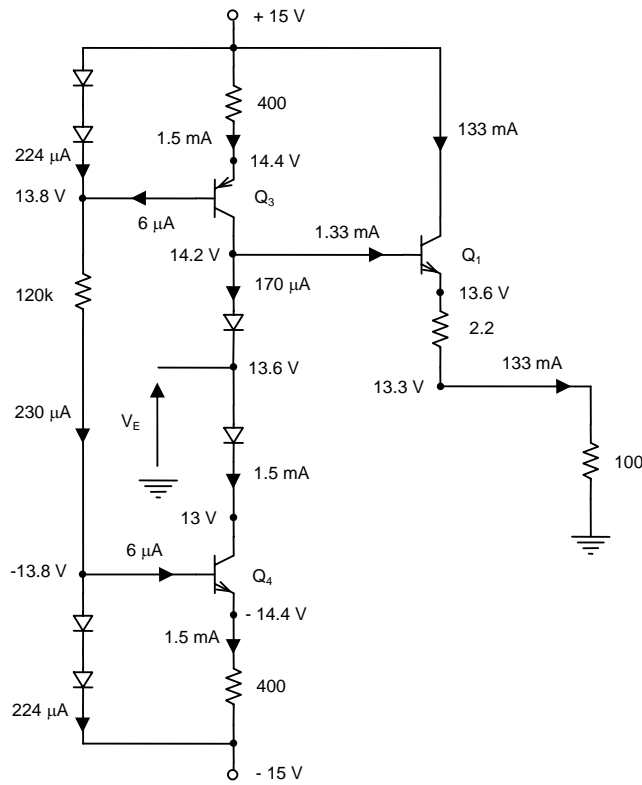 + 15 V
400
1.5 mA
133 mA
14.4 V
224 μA
13.8 V
Q3
6 μA
1.33 mA
14.2 V
Q1
170 μA
13.6 V
120k
2.2
13.6 V
133 mA
13.3 V
230 μA
VE
1.5 mA
100
13 V
6 μA
-13.8 V
Q4
- 14.4 V
1.5 mA
400
224 μA
- 15 V